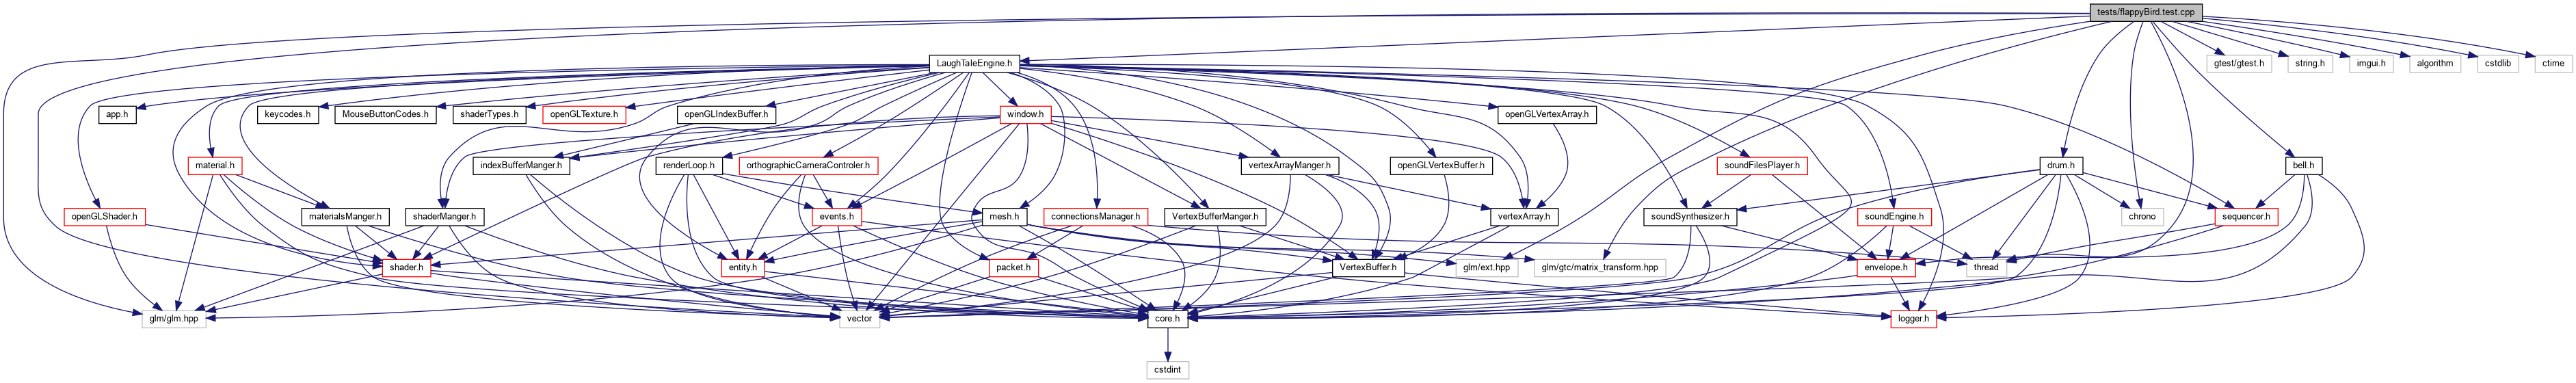 tests/flappyBird.test.cpp
LaughTaleEngine.h
gtest/gtest.h
string.h
imgui.h
algorithm
cstdlib
ctime
app.h
keycodes.h
MouseButtonCodes.h
shaderTypes.h
openGLTexture.h
openGLIndexBuffer.h
window.h
openGLVertexArray.h
material.h
indexBufferManger.h
renderLoop.h
orthographicCameraControler.h
vertexArrayManger.h
openGLVertexBuffer.h
soundFilesPlayer.h
drum.h
bell.h
openGLShader.h
materialsManger.h
shaderManger.h
events.h
mesh.h
connectionsManager.h
VertexBufferManger.h
vertexArray.h
soundSynthesizer.h
soundEngine.h
chrono
sequencer.h
shader.h
entity.h
packet.h
VertexBuffer.h
glm/ext.hpp
glm/gtc/matrix_transform.hpp
envelope.h
thread
glm/glm.hpp
vector
core.h
logger.h
cstdint